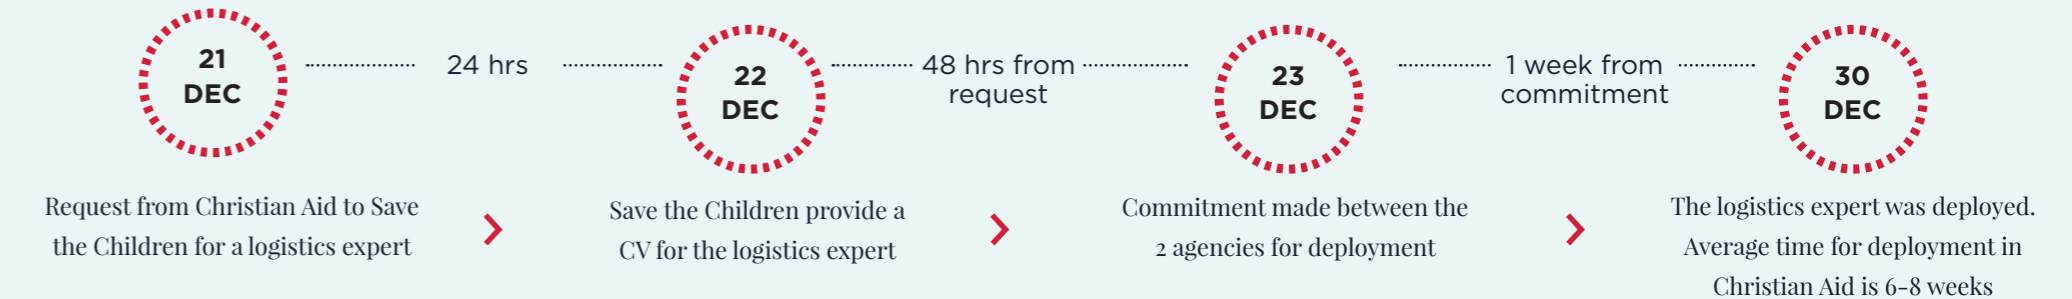 21
DEC
24 hrs
22
DEC
48 hrs from
request
23
DEC
1 week from
commitment
30
DEC
Request from Christian Aid to Save
the Children for a logistics expert
Save the Children provide a
CV for the logistics expert
Commitment made between the
2 agencies for deployment
The logistics expert was deployed.
Average time for deployment in
Christian Aid is 6-8 weeks